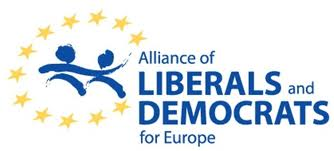 Alliance of
LIBERALS and
DEMOCRATS
for Europe